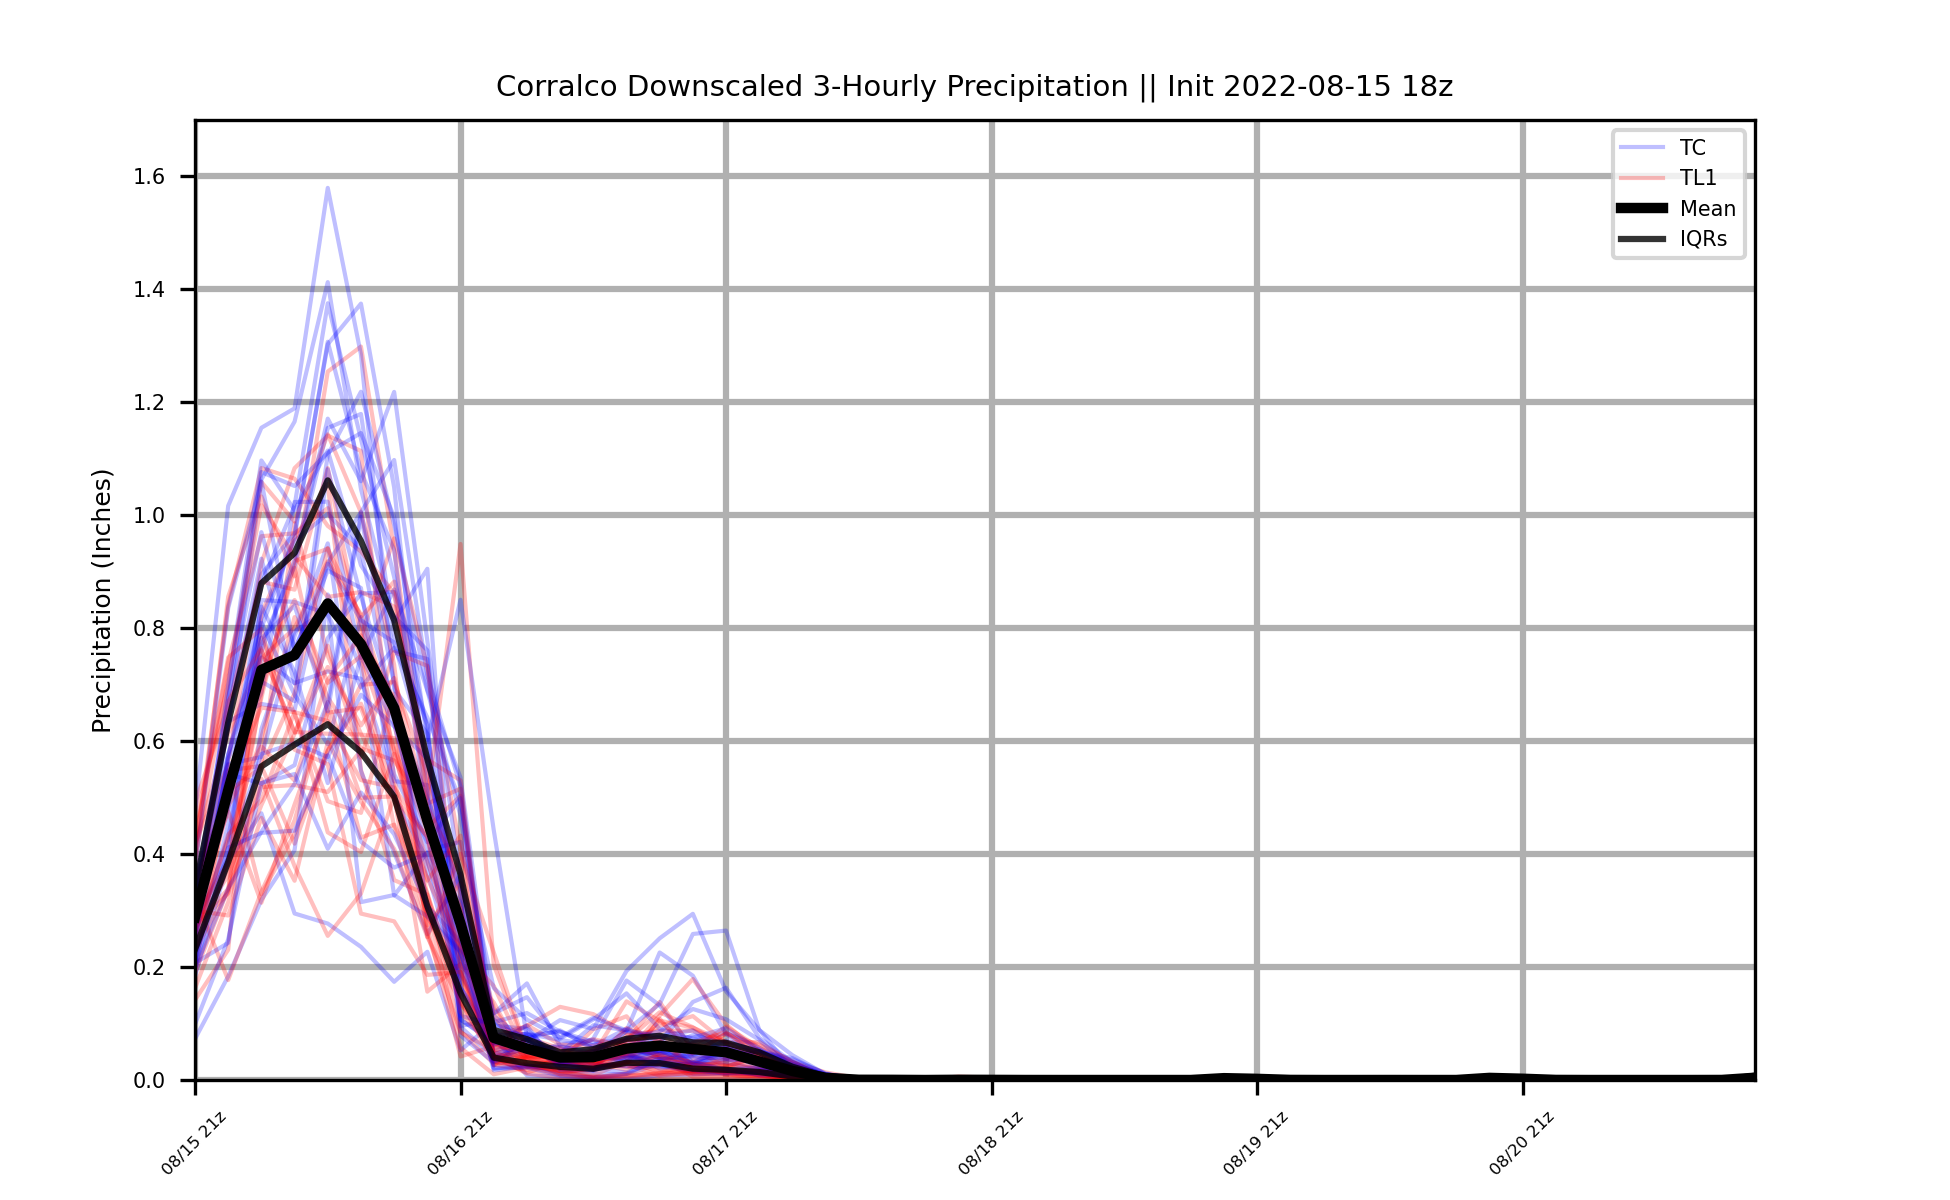 Corralco Downscaled 3-Hourly Precipitation || Init 2022-08-15 18z
TC
TL1
Mean
IQRs
Precipitation (Inches)
1.6
1.4
1.2
1.0
0.8
0.6
0.4
0.2
0.0
08/15 21z
08/16 21z
08/17 21z
08/18 21z
08/19 21z
08/20 21z